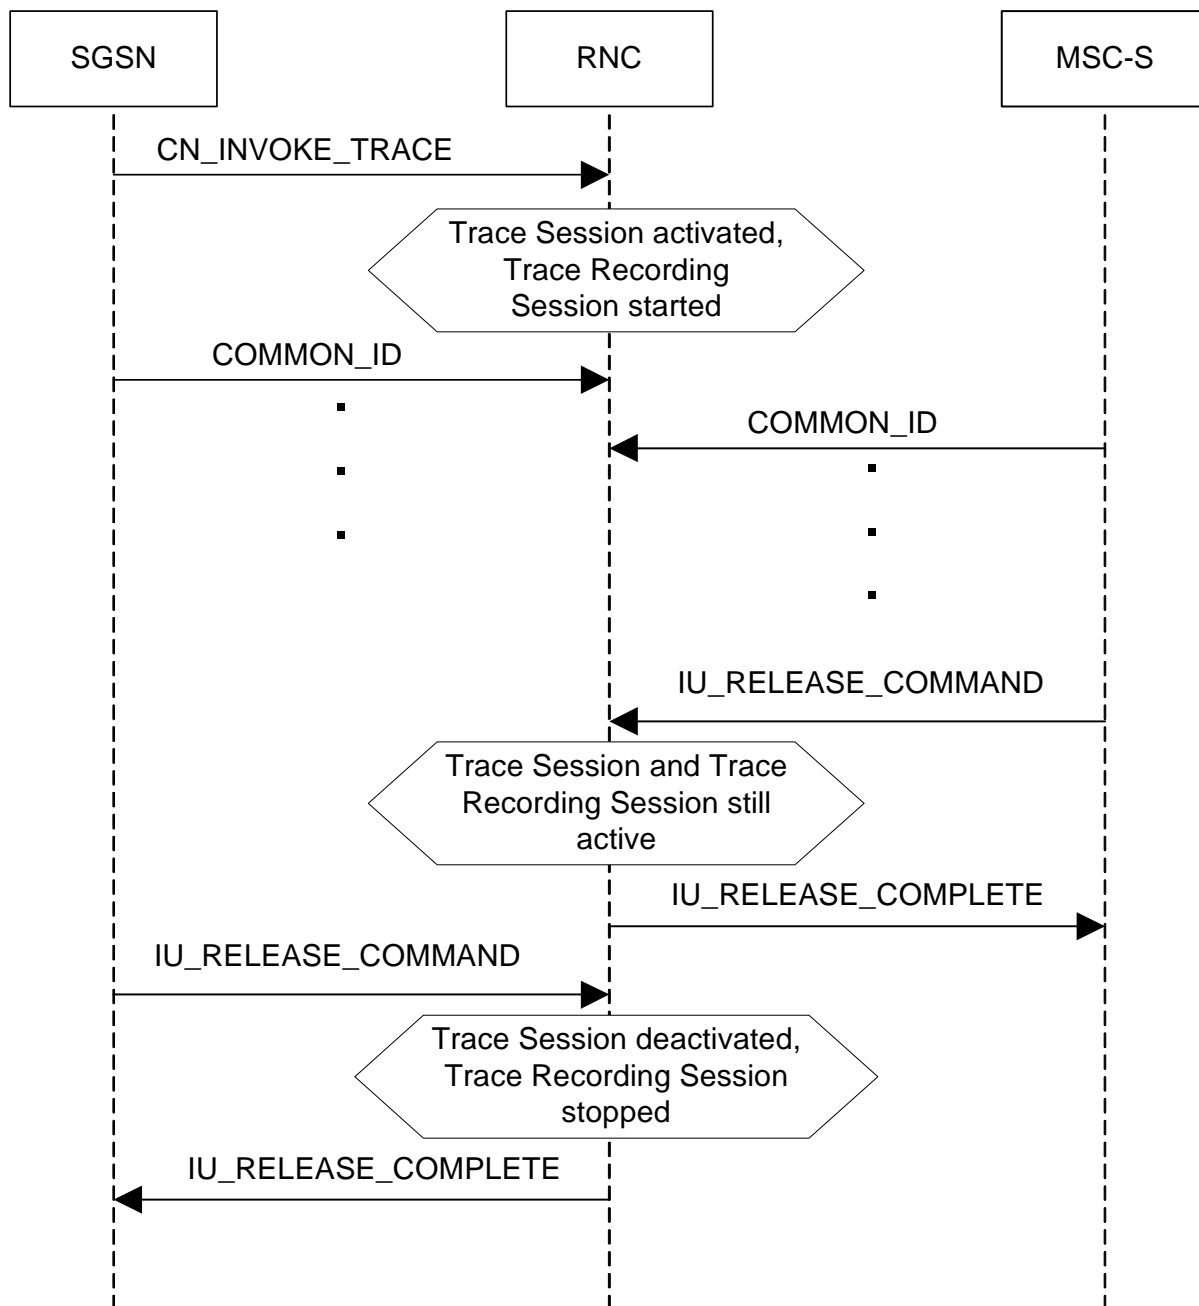 SGSN
RNC
MSC-S
CN_INVOKE_TRACE
Trace Session activated,
Trace Recording
Session started
COMMON_ID
COMMON_ID
IU_RELEASE_COMMAND
Trace Session and Trace
Recording Session still
active
IU_RELEASE_COMPLETE
IU_RELEASE_COMMAND
Trace Session deactivated,
Trace Recording Session
stopped
IU_RELEASE_COMPLETE